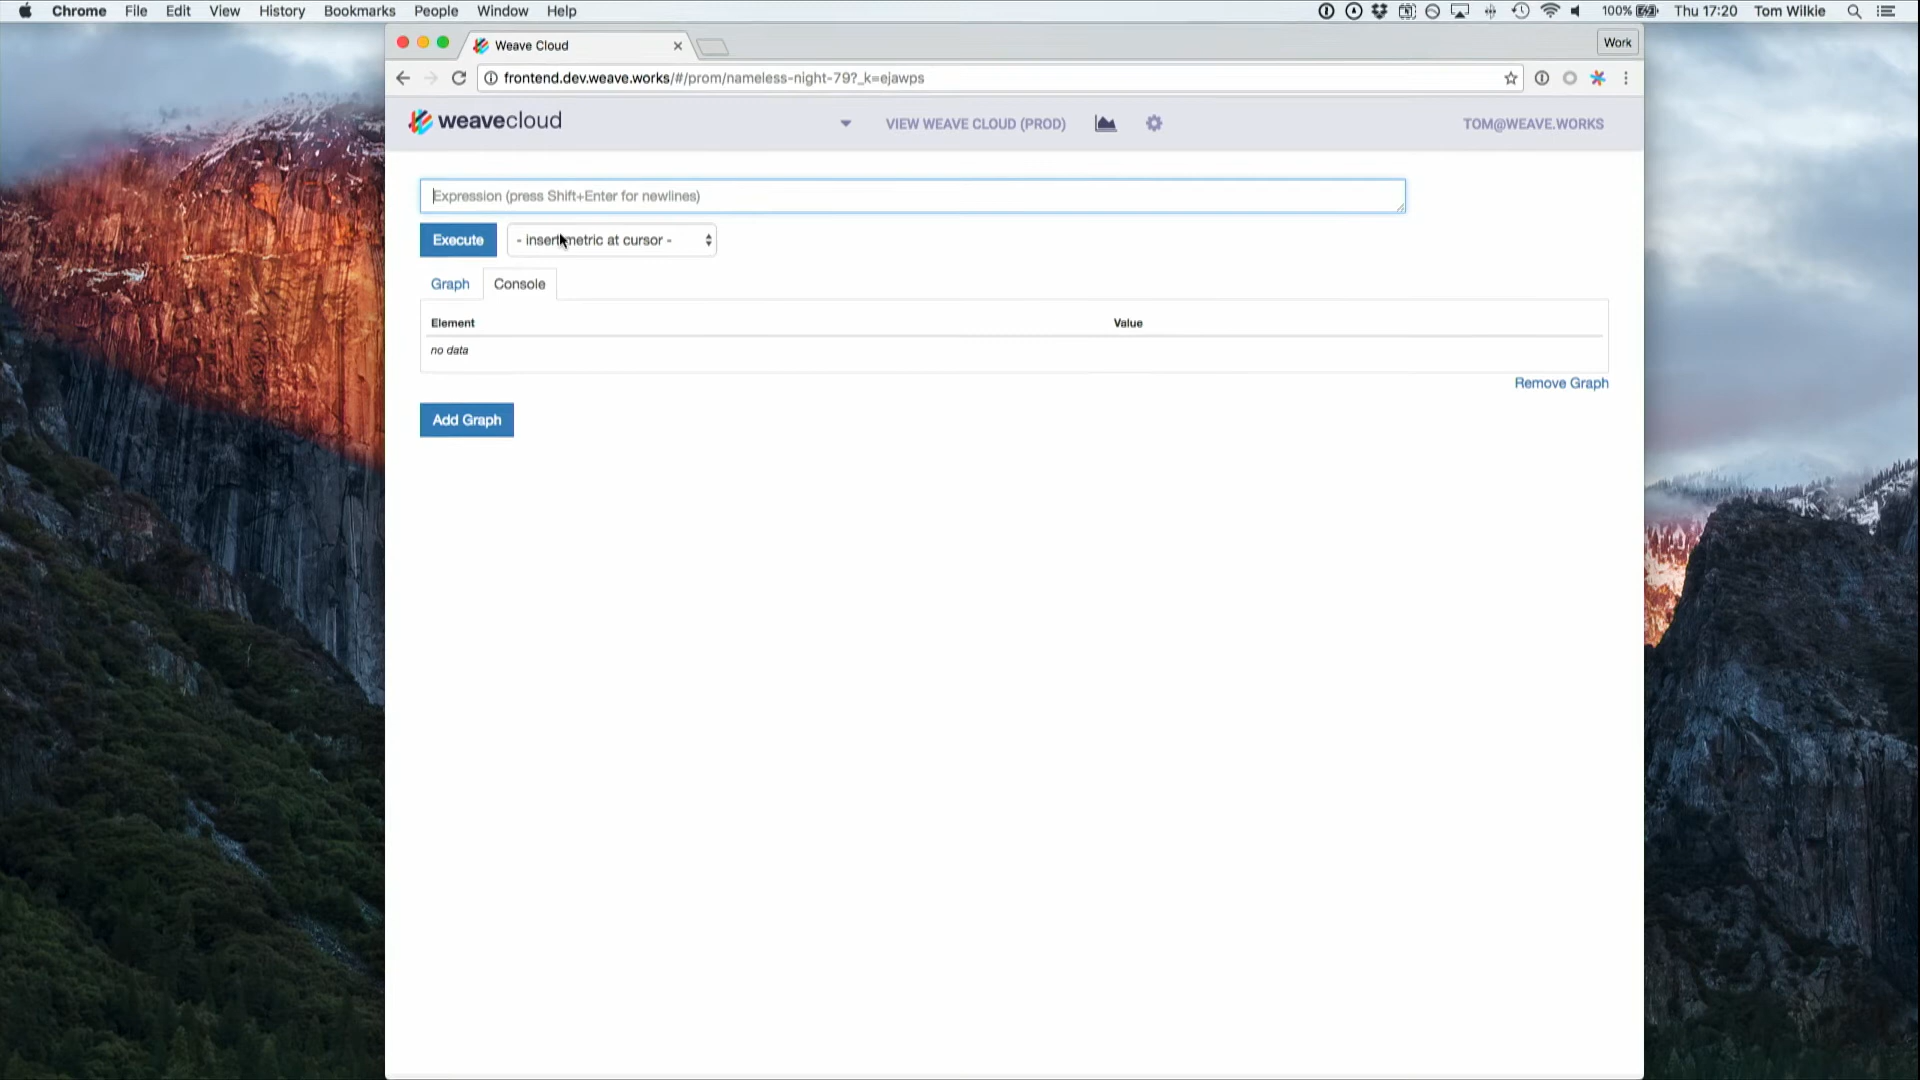 Chrome File Edit View History Bookmarks People Window Help
100% Thu 17:20 Tom Wilkie
Weave Cloud
Work
frontend.dev.weave.works/#/prom/nameless-night-79?_k=ejawps
weavecloud
VIEW WEAVE CLOUD (PROD)
TOM@WEAVE.WORKS
Expression (press Shift+Enter for newlines)
Execute
- insert metric at cursor -
Graph Console
Element Value
no data
Remove Graph
Add Graph